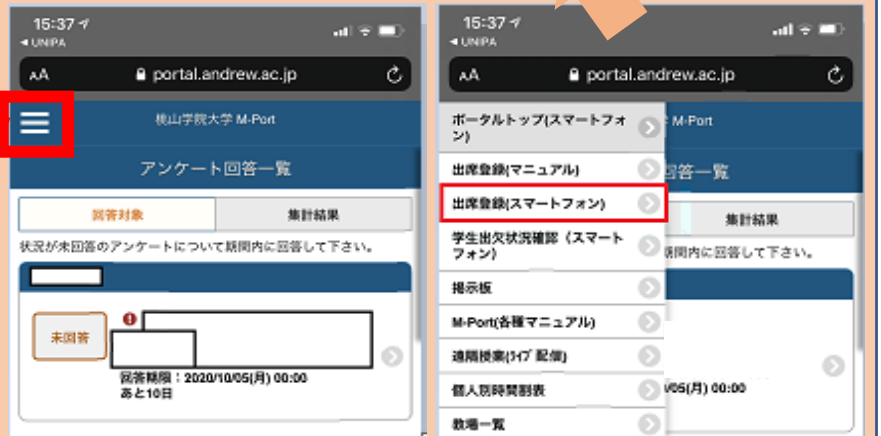 15:37
◀ UNIPA
AA
portal.andrew.ac.jp
桃山学院大学 M-Port
アンケート回答一覧
回答対象
集計結果
状況が未回答のアンケートについて期間内に回答して下さい。
未回答
回答期限：2020/10/05(月) 00:00
あと10日
15:37
◀ UNIPA
AA
portal.andrew.ac.jp
ポータルトップ(スマートフォ
ン)
M-Port
出席登録(マニュアル)
回答一覧
出席登録(スマートフォン)
集計結果
学生出欠状況確認（スマート
フォン）
期間内に回答して下さい。
掲示板
M-Port(各種マニュアル)
遠隔授業(ﾗｲﾌﾞ配信)
個人別時間割表
/05(月) 00:00
教場一覧